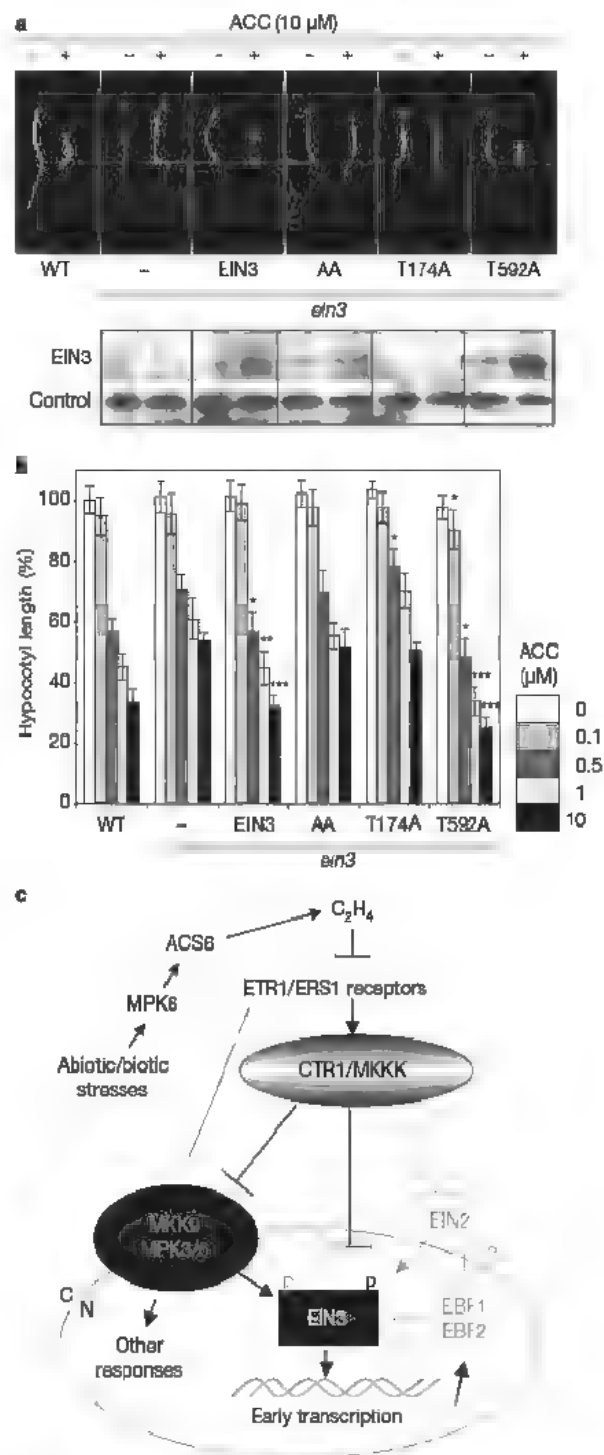 a
ACC (10 µM)
+ – + – + – + + – +
WT – EIN3 AA T174A T592A
ein3
EIN3
Control
100
80
60
40
20
0
Hypocotyl length (%)
* ** *** * * * *** ***
WT – EIN3 AA T174A T592A
ein3
ACC
(µM)
0
0.1
0.5
1
10
c
C₂H₄
ACS6
ETR1/ERS1 receptors
MPK6
Abiotic/biotic
stresses
CTR1/MKKK
MKK9
MPK3/6
EIN2
?
C
N
P
EIN3
EBF1
EBF2
Other
responses
Early transcription